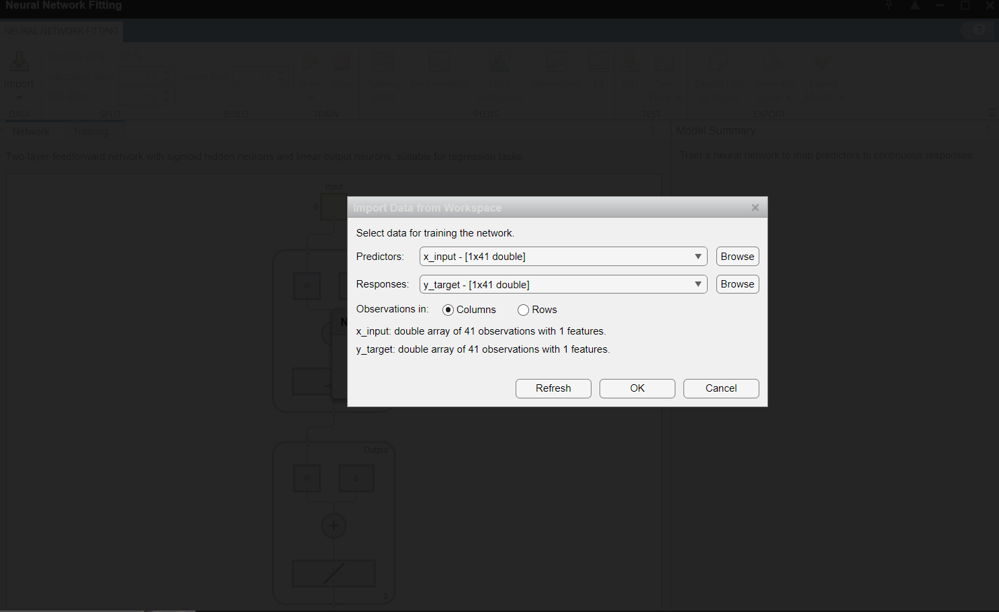 Neural Network Fitting
NEURAL NETWORK FITTING
Import
DATA
SPLIT
BUILD
TRAIN
PLOTS
TEST
EXPORT
Network
Training
Model Summary
Two-layer feedforward network with sigmoid hidden neurons and linear output neurons, suitable for regression tasks.
Train a neural network to map predictors to continuous responses
Input
0
Import Data from Workspace
Select data for training the network.
Predictors: x_input - [1x41 double] Browse
Responses: y_target - [1x41 double] Browse
Observations in: Columns Rows
x_input: double array of 41 observations with 1 features.
y_target: double array of 41 observations with 1 features.
Refresh OK Cancel
W
N
Output
W
+
0